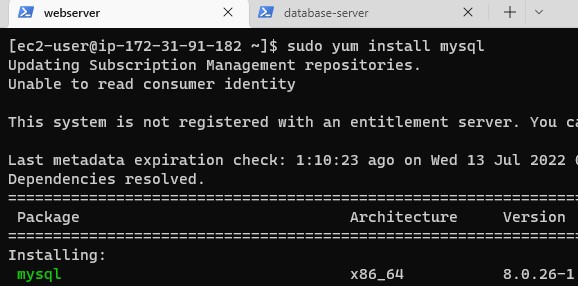 webserver
database-server
[ec2-user@ip-172-31-91-182 ~]$ sudo yum install mysql
Updating Subscription Management repositories.
Unable to read consumer identity
This system is not registered with an entitlement server. You ca
Last metadata expiration check: 1:10:23 ago on Wed 13 Jul 2022
Dependencies resolved.
================================================================
Package Architecture Version
================================================================
Installing:
mysql x86_64 8.0.26-1